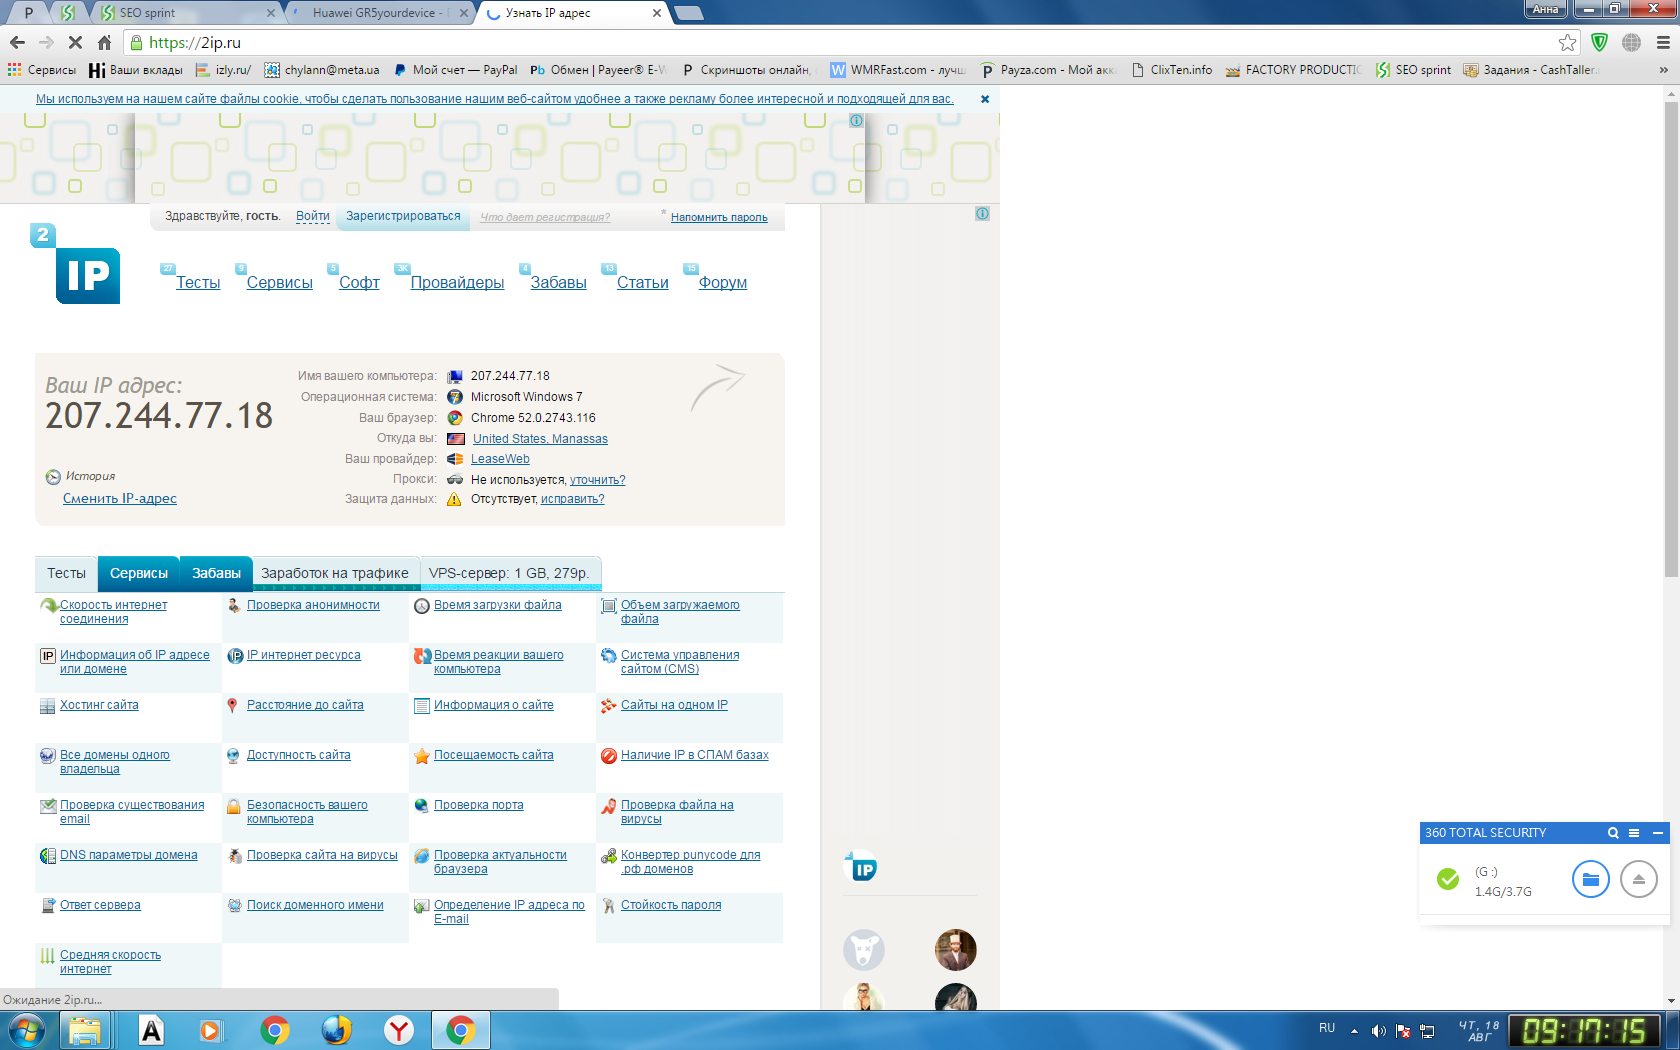 P
SEO sprint
Huawei GR5yourdevice -
Узнать IP адрес
Анна
https://2ip.ru
Сервисы
Hi Ваши вклады
izly.ru/
chylann@meta.ua
Мой счет — PayPal
Pb Обмен | Payeer® E-W
P Скриншоты онлайн,
W WMRFast.com - лучш
Payza.com - Мой акк
ClixTen.info
FACTORY PRODUCTIC
SEO sprint
Задания - CashTaller.
»
Мы используем на нашем сайте файлы cookie, чтобы сделать пользование нашим веб-сайтом удобнее а также рекламу более интересной и подходящей для вас.
Здравствуйте, гость.
Войти
Зарегистрироваться
Что дает регистрация?
* Напомнить пароль
2
IP
27 Тесты
9 Сервисы
5 Софт
3K Провайдеры
4 Забавы
13 Статьи
15 Форум
Ваш IP адрес:
207.244.77.18
История
Сменить IP-адрес
Имя вашего компьютера: 207.244.77.18
Операционная система: Microsoft Windows 7
Ваш браузер: Chrome 52.0.2743.116
Откуда вы: United States, Manassas
Ваш провайдер: LeaseWeb
Прокси: Не используется, уточнить?
Защита данных: Отсутствует, исправить?
Тесты
Сервисы
Забавы
Заработок на трафике
VPS-сервер: 1 GB, 279р.
Скорость интернет
соединения
Проверка анонимности
Время загрузки файла
Объем загружаемого
файла
IP
Информация об IP адресе
или домене
IP интернет ресурса
Время реакции вашего
компьютера
Система управления
сайтом (CMS)
Хостинг сайта
Расстояние до сайта
Информация о сайте
Сайты на одном IP
Все домены одного
владельца
Доступность сайта
Посещаемость сайта
Наличие IP в СПАМ базах
Проверка существования
email
Безопасность вашего
компьютера
Проверка порта
Проверка файла на
вирусы
DNS параметры домена
Проверка сайта на вирусы
Проверка актуальности
браузера
Конвертер punycode для
.рф доменов
Ответ сервера
Поиск доменного имени
Определение IP адреса по
E-mail
Стойкость пароля
Средняя скорость
интернет
IP
360 TOTAL SECURITY
(G :)
1.4G/3.7G
Ожидание 2ip.ru...
A
Y
RU
ЧТ, 18
АВГ
09:17:15